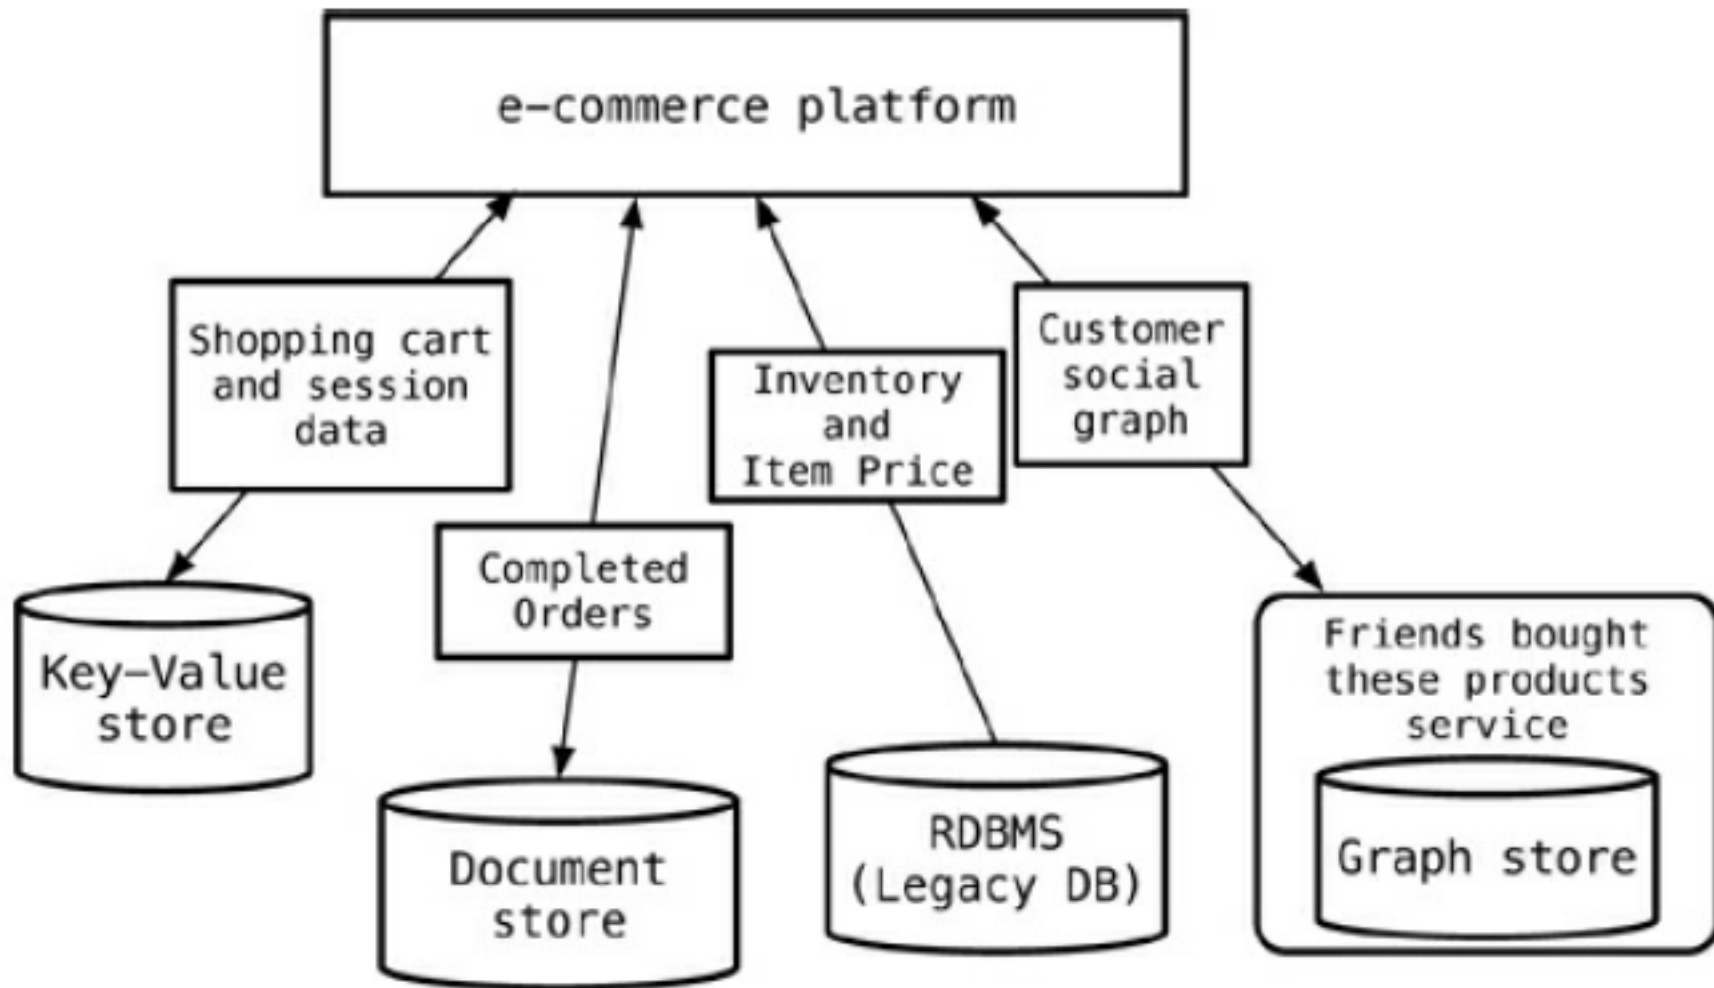 e-commerce platform
Shopping cart
and session
data
Inventory
and
Item Price
Customer
social
graph
Completed
Orders
Key-Value
store
Document
store
RDBMS
(Legacy DB)
Friends bought
these products
service
Graph store